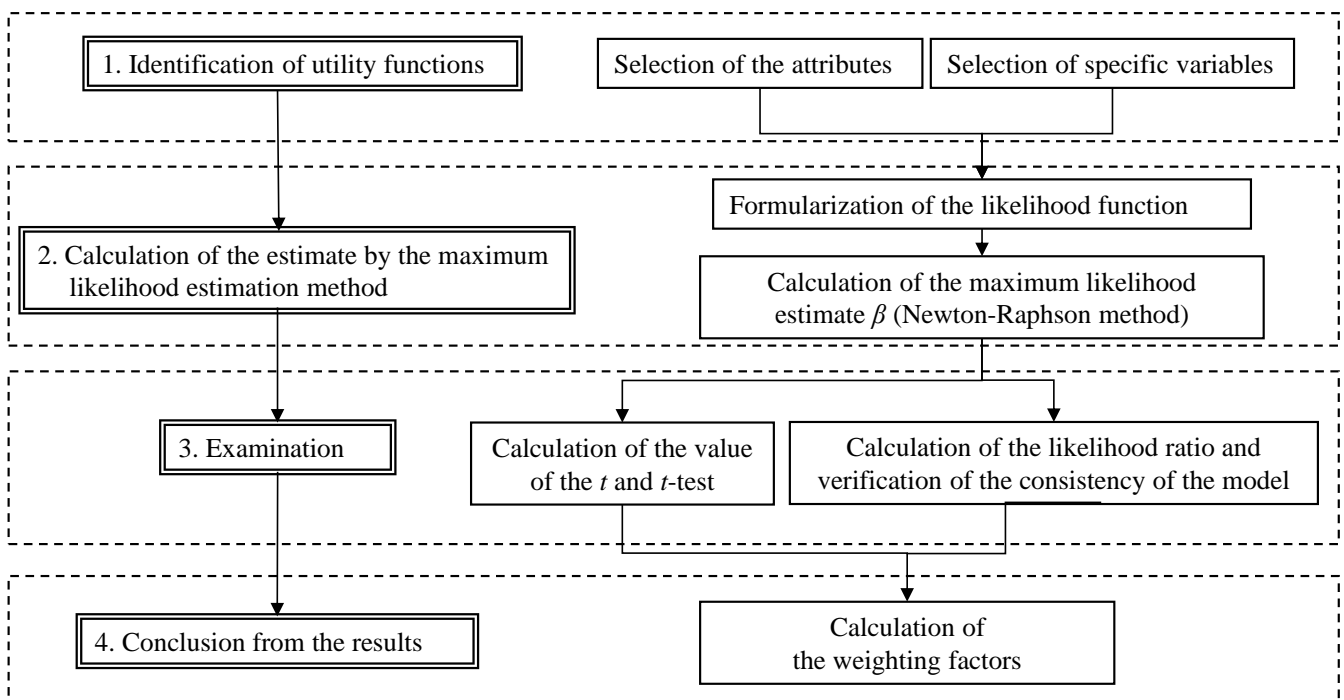 1. Identification of utility functions
Selection of the attributes
Selection of specific variables
Formularization of the likelihood function
2. Calculation of the estimate by the maximum
likelihood estimation method
Calculation of the maximum likelihood
estimate β (Newton-Raphson method)
3. Examination
Calculation of the value
of the t and t-test
Calculation of the likelihood ratio and
verification of the consistency of the model
4. Conclusion from the results
Calculation of
the weighting factors